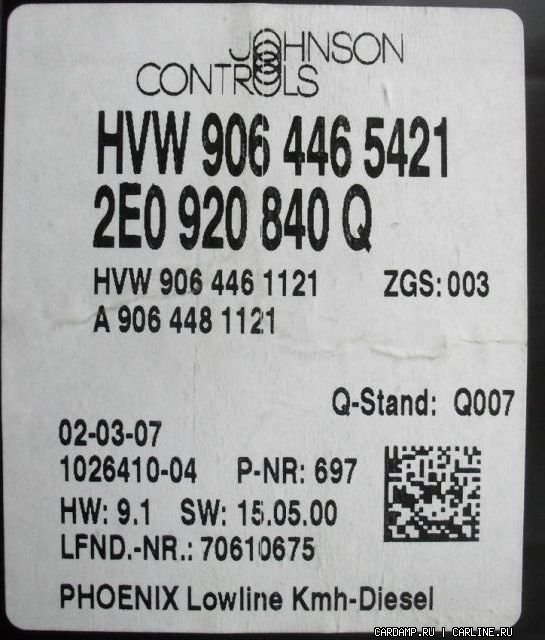 JOHNSON
CONTROLS
HVW 906 446 5421
2E0 920 840 Q
HVW 906 446 1121 ZGS: 003
A 906 448 1121
Q-Stand: Q007
02-03-07
1026410-04 P-NR: 697
HW: 9.1 SW: 15.05.00
LFND.-NR.: 70610675
PHOENIX Lowline Kmh-Diesel
CARDAMP.RU | CARLINE.RU